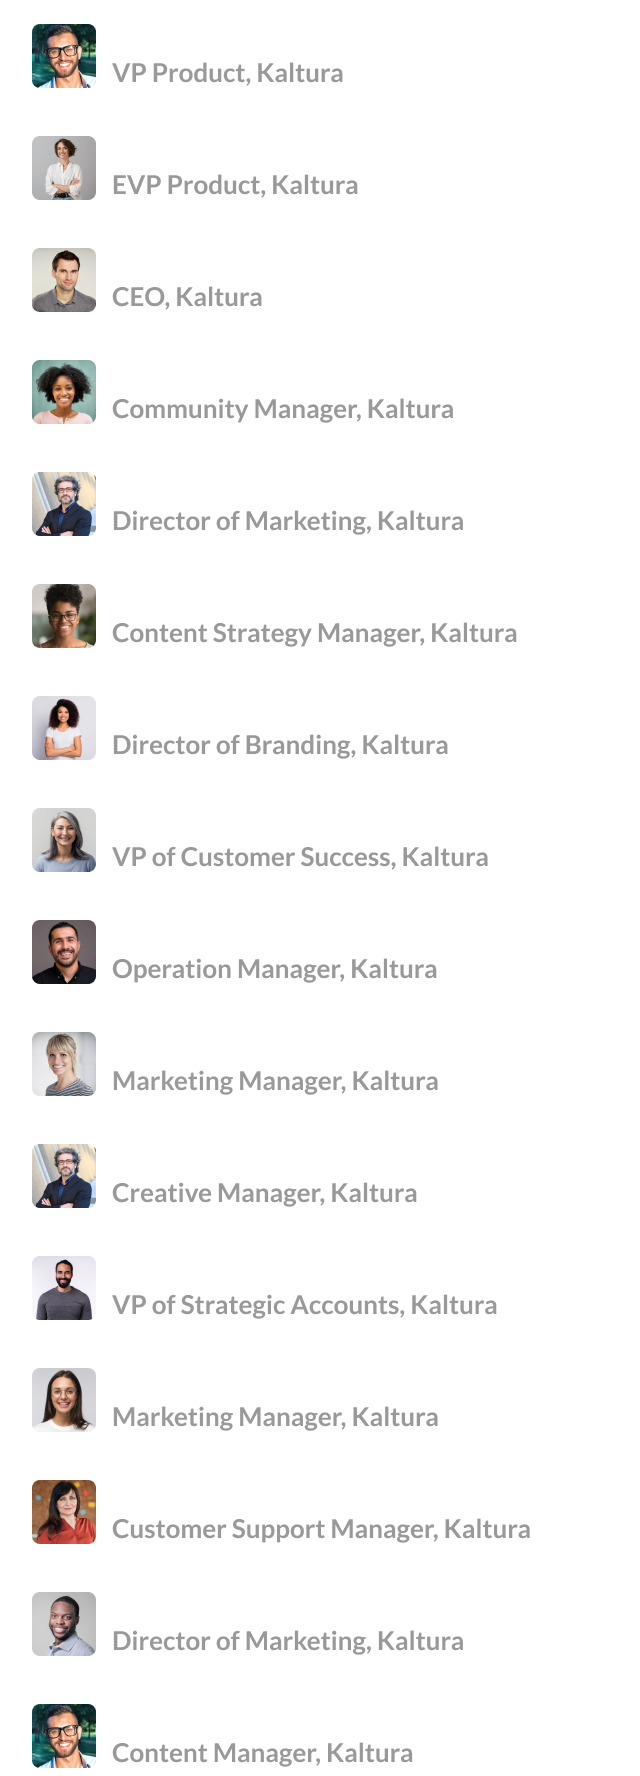 VP Product, Kaltura
EVP Product, Kaltura
CEO, Kaltura
Community Manager, Kaltura
Director of Marketing, Kaltura
Content Strategy Manager, Kaltura
Director of Branding, Kaltura
VP of Customer Success, Kaltura
Operation Manager, Kaltura
Marketing Manager, Kaltura
Creative Manager, Kaltura
VP of Strategic Accounts, Kaltura
Marketing Manager, Kaltura
Customer Support Manager, Kaltura
Director of Marketing, Kaltura
Content Manager, Kaltura